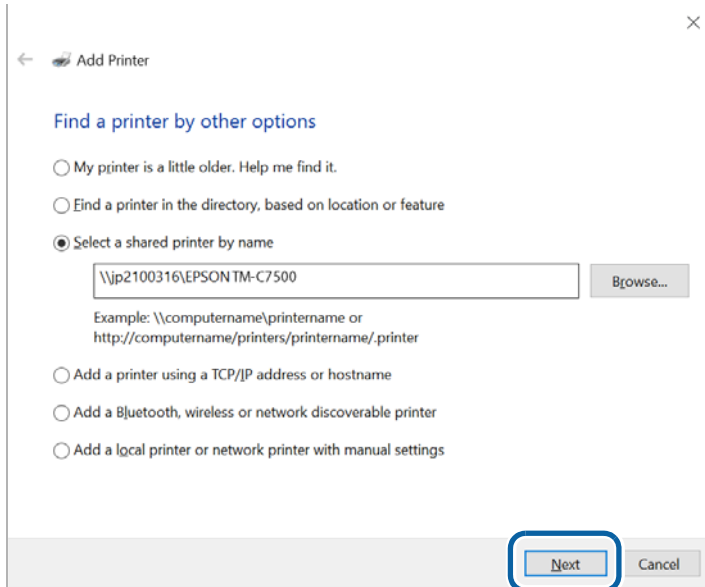 Add Printer
Find a printer by other options
My printer is a little older. Help me find it.
Find a printer in the directory, based on location or feature
Select a shared printer by name
\\jp2100316\EPSON TM-C7500
Browse...
Example: \\computername\printername or
http://computername/printers/printername/.printer
Add a printer using a TCP/IP address or hostname
Add a Bluetooth, wireless or network discoverable printer
Add a local printer or network printer with manual settings
Next
Cancel